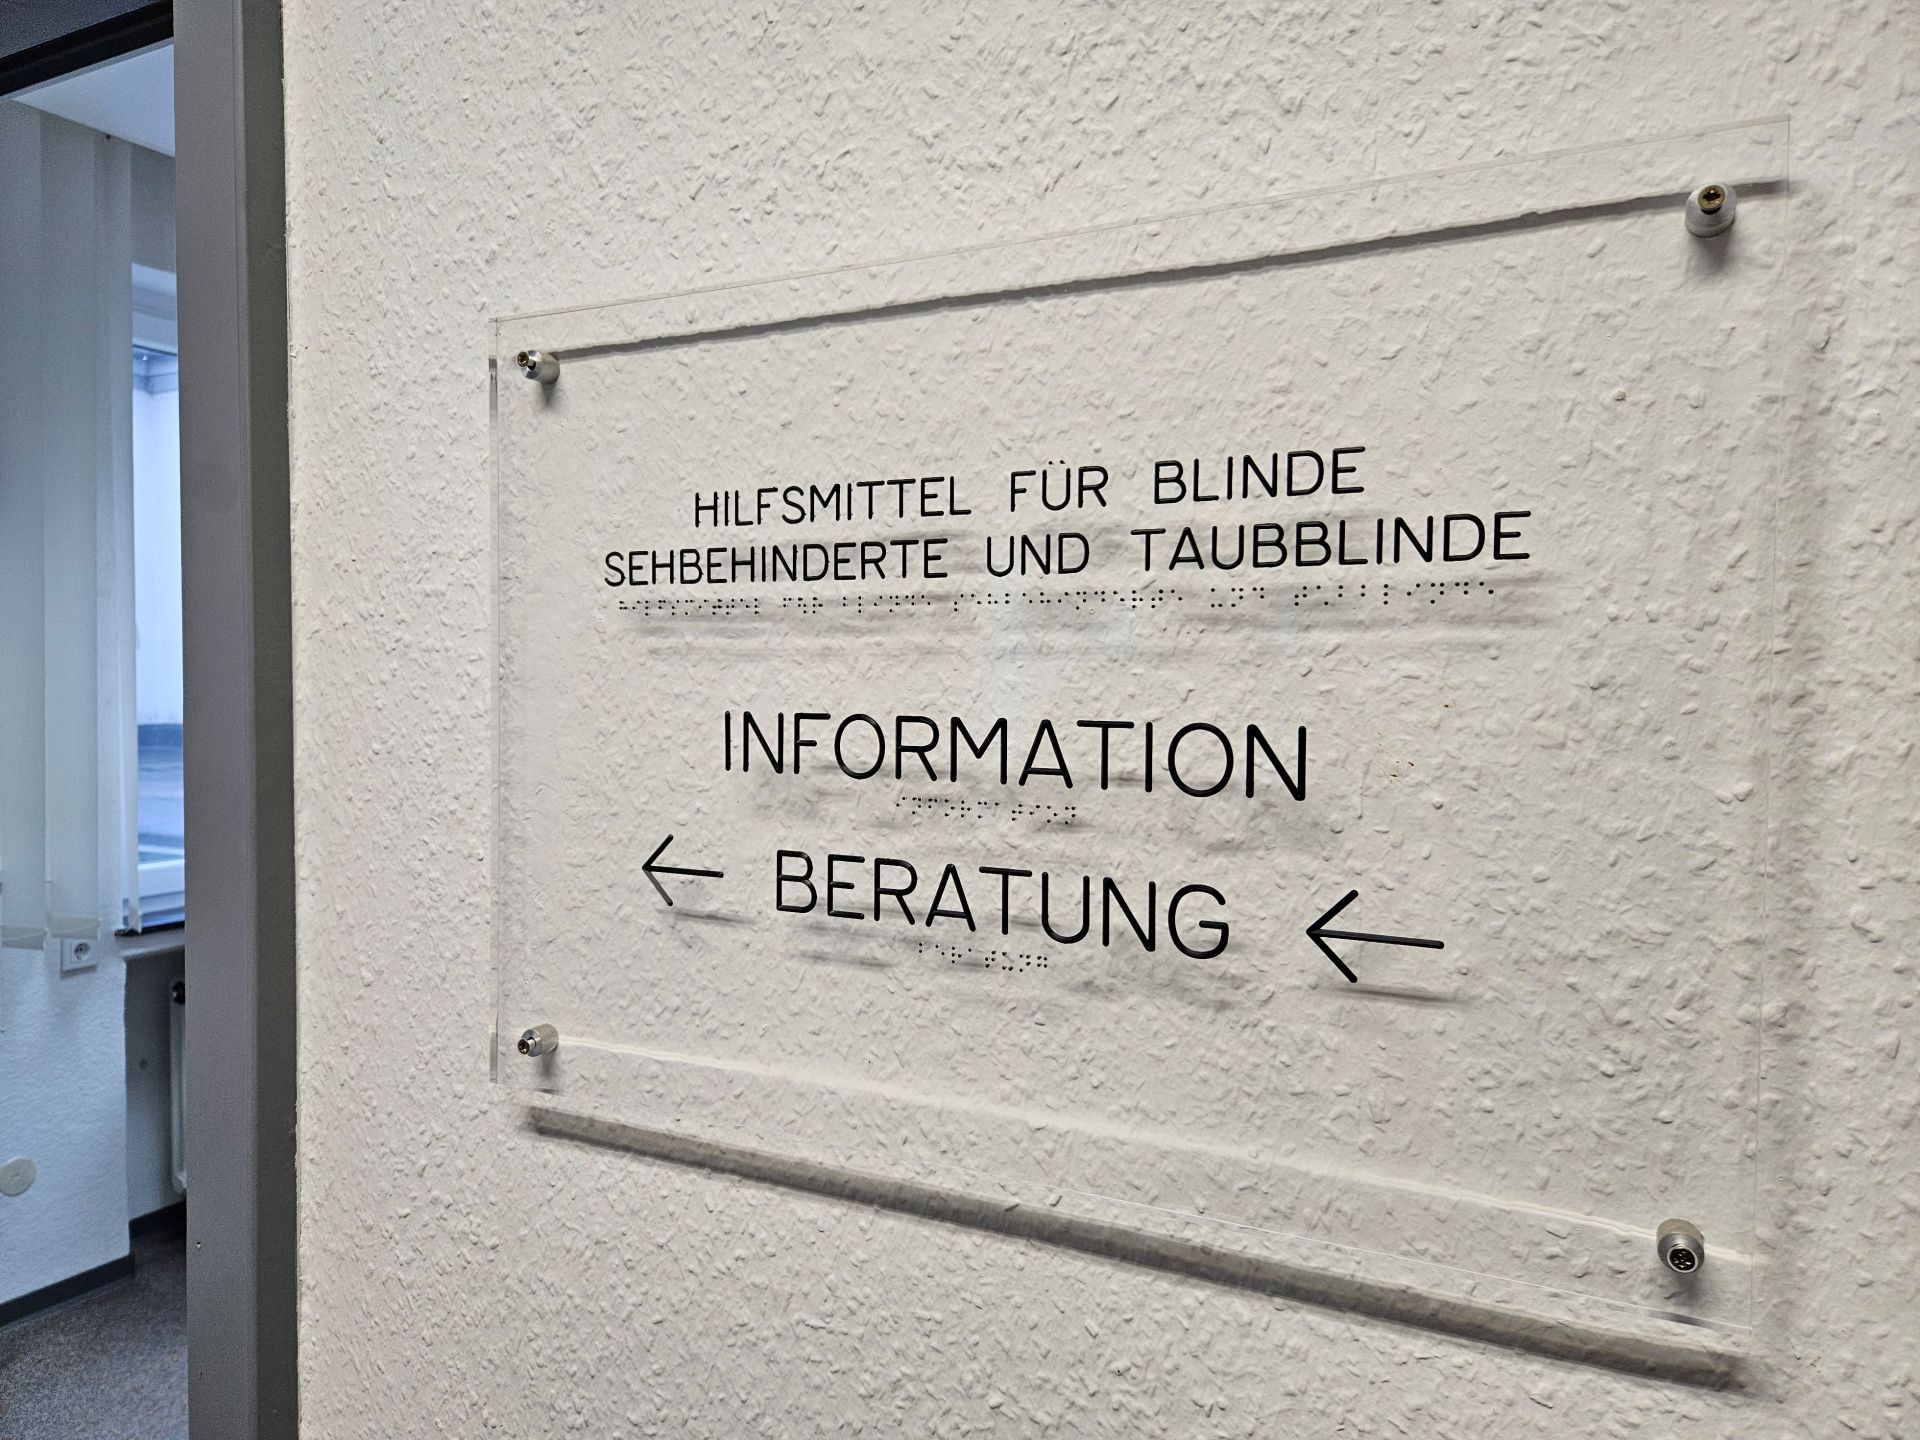 HILFSMITTEL FÜR BLINDE
SEHBEHINDERTE UND TAUBBLINDE
INFORMATION
← BERATUNG ←